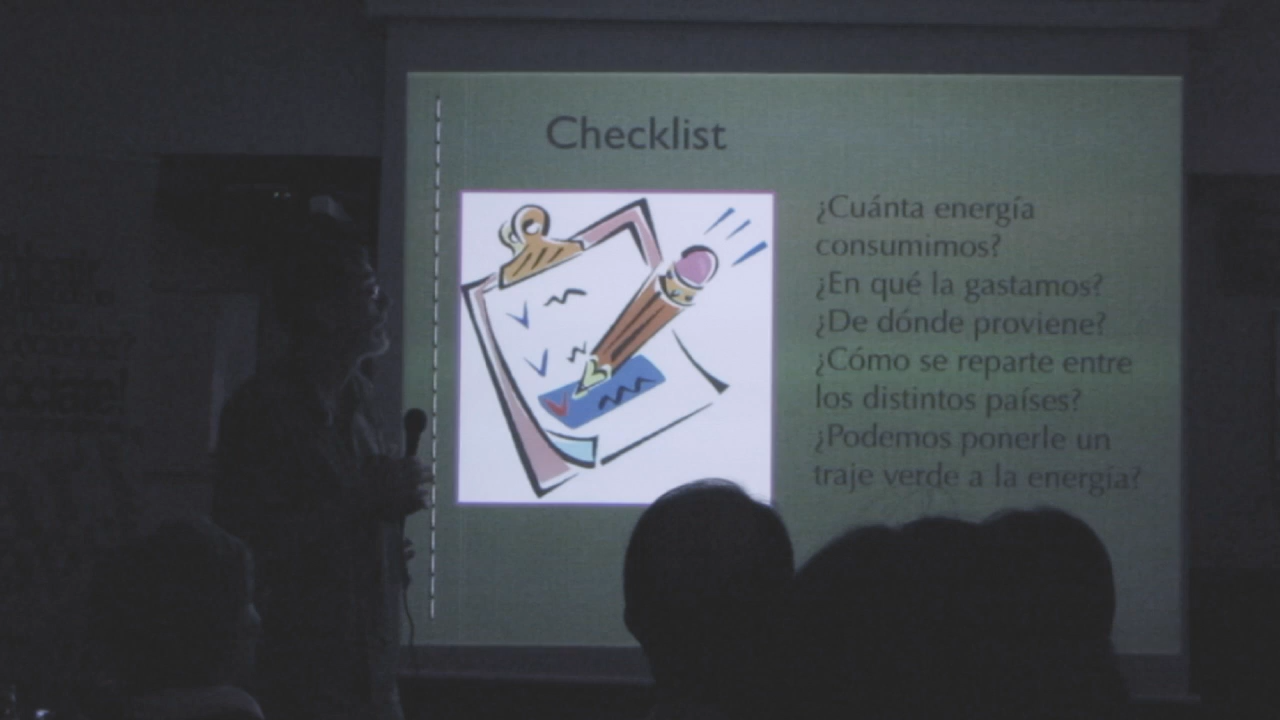 Checklist
¿Cuánta energía
consumimos?
¿En qué la gastamos?
¿De dónde proviene?
¿Cómo se reparte entre
los distintos países?
¿Podemos ponerle un
traje verde a la energía?